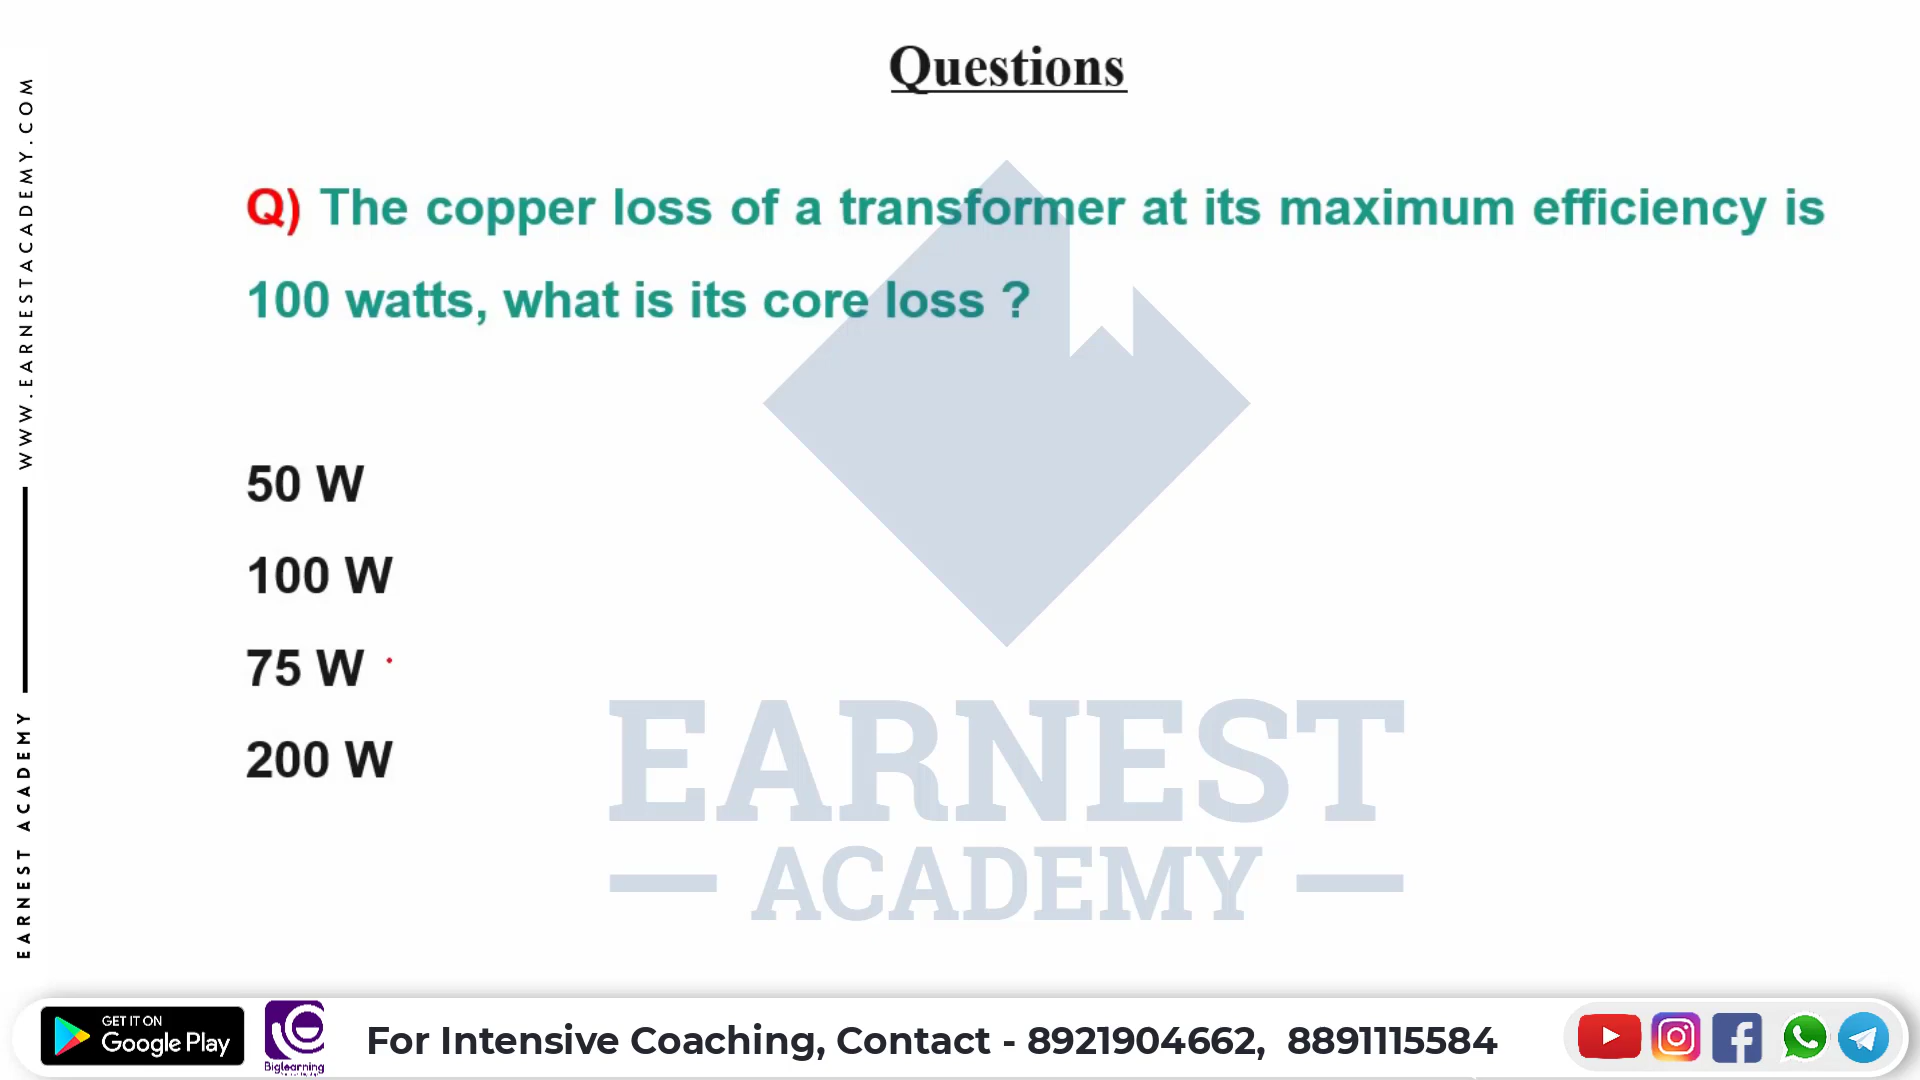 Questions
Q) The copper loss of a transformer at its maximum efficiency is
100 watts, what is its core loss ?
50 W
100 W
75 W
200 W
EARNEST
ACADEMY
EARNEST ACADEMY
WWW.EARNESTACADEMY.COM
GET IT ON
Google Play
Biglearning
For Intensive Coaching, Contact - 8921904662, 8891115584